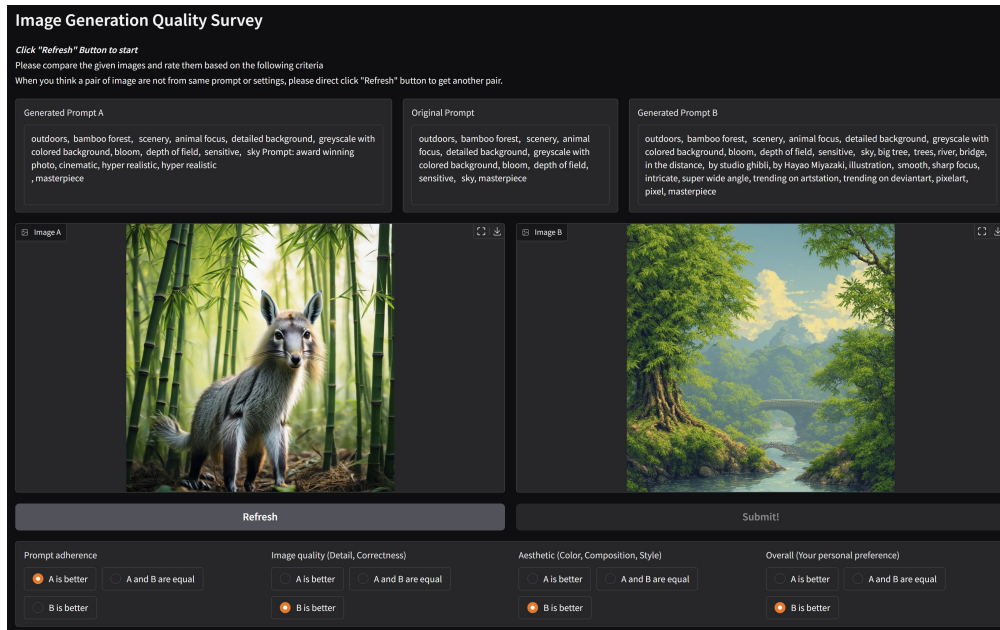 Image Generation Quality Survey
Click "Refresh" Button to start
Please compare the given images and rate them based on the following criteria
When you think a pair of image are not from same prompt or settings, please direct click "Refresh" button to get another pair.
Generated Prompt A
outdoors, bamboo forest, scenery, animal focus, detailed background, greyscale with
colored background, bloom, depth of field, sensitive, sky Prompt: award winning
photo, cinematic, hyper realistic, hyper realistic
, masterpiece
Original Prompt
outdoors, bamboo forest, scenery, animal
focus, detailed background, greyscale with
colored background, bloom, depth of field,
sensitive, sky, masterpiece
Generated Prompt B
outdoors, bamboo forest, scenery, animal focus, detailed background, greyscale with
colored background, bloom, depth of field, sensitive, sky, big tree, trees, river, bridge,
in the distance, by studio ghibli, by Hayao Miyazaki, illustration, smooth, sharp focus,
intricate, super wide angle, trending on artstation, trending on deviantart, pixelart,
pixel, masterpiece
Image A
Image B
Refresh
Submit!
Prompt adherence
A is better
A and B are equal
B is better
Image quality (Detail, Correctness)
A is better
A and B are equal
B is better
Aesthetic (Color, Composition, Style)
A is better
A and B are equal
B is better
Overall (Your personal preference)
A is better
A and B are equal
B is better